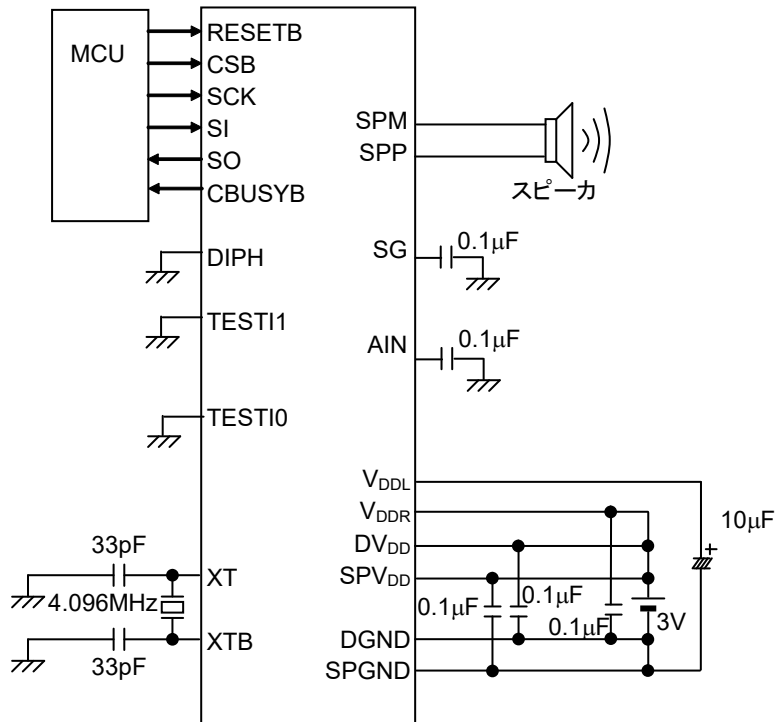 MCU
RESETB
CSB
SCK
SI
SO
CBUSYB
DIPH
TESTI1
TESTI0
33pF
XT
4.096MHz
XTB
33pF
SPM
SPP
スピーカ
SG
0.1μF
AIN
0.1μF
VDDL
VDDR
DVDD
SPVDD
DGND
SPGND
0.1μF
0.1μF
0.1μF
3V
10μF
+